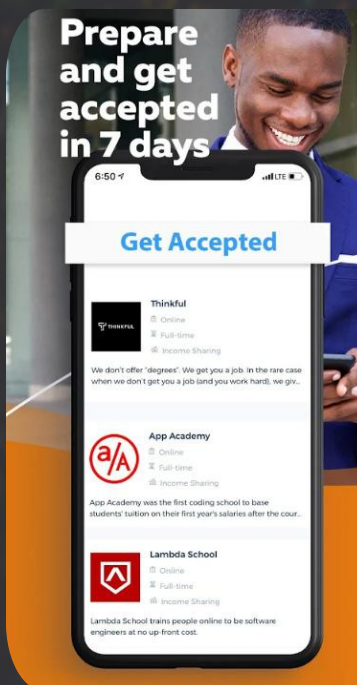 Prepare
and get
accepted
in 7 days
6:50
LTE
Get Accepted
THINKFUL
Thinkful
Online
Full-time
Income Sharing
We don't offer "degrees". We get you a job. In the rare case
when we don't get you a job (and you work hard), we giv...
a/A
App Academy
Online
Full-time
Income Sharing
App Academy was the first coding school to base
students' tuition on their first year's salaries after the cour...
Lambda School
Online
Full-time
Income Sharing
Lambda School trains people online to be software
engineers at no up-front cost.